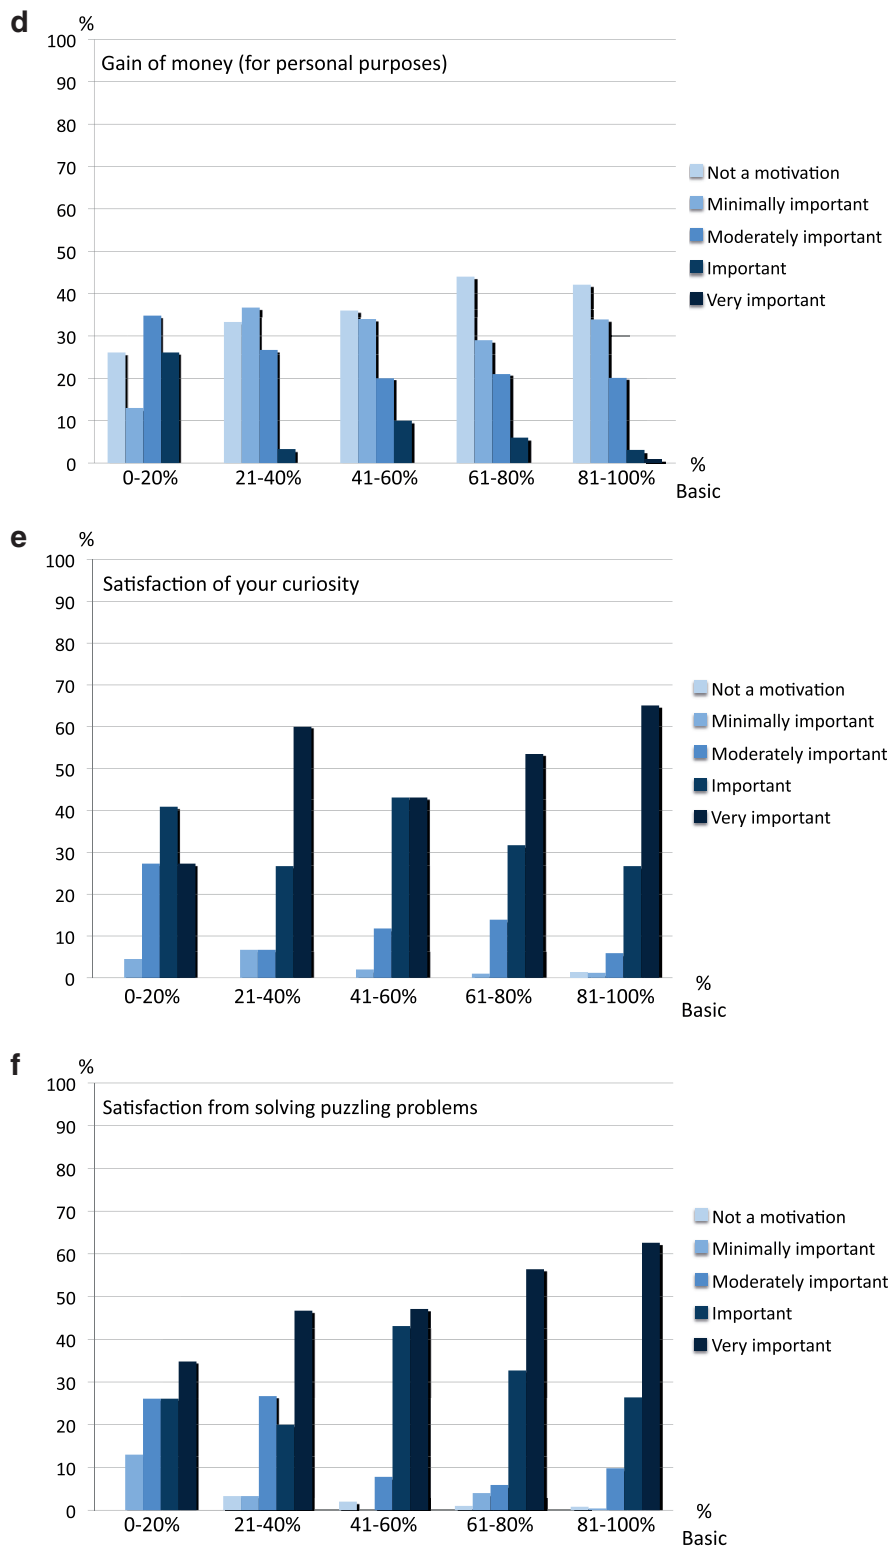 d
%
Gain of money (for personal purposes)
100
90
80
70
60
50
40
30
20
10
0
0-20% 21-40% 41-60% 61-80% 81-100%
%
Basic
Not a motivation
Minimally important
Moderately important
Important
Very important
e
%
Satisfaction of your curiosity
100
90
80
70
60
50
40
30
20
10
0
0-20% 21-40% 41-60% 61-80% 81-100%
%
Basic
Not a motivation
Minimally important
Moderately important
Important
Very important
f
%
Satisfaction from solving puzzling problems
100
90
80
70
60
50
40
30
20
10
0
0-20% 21-40% 41-60% 61-80% 81-100%
%
Basic
Not a motivation
Minimally important
Moderately important
Important
Very important